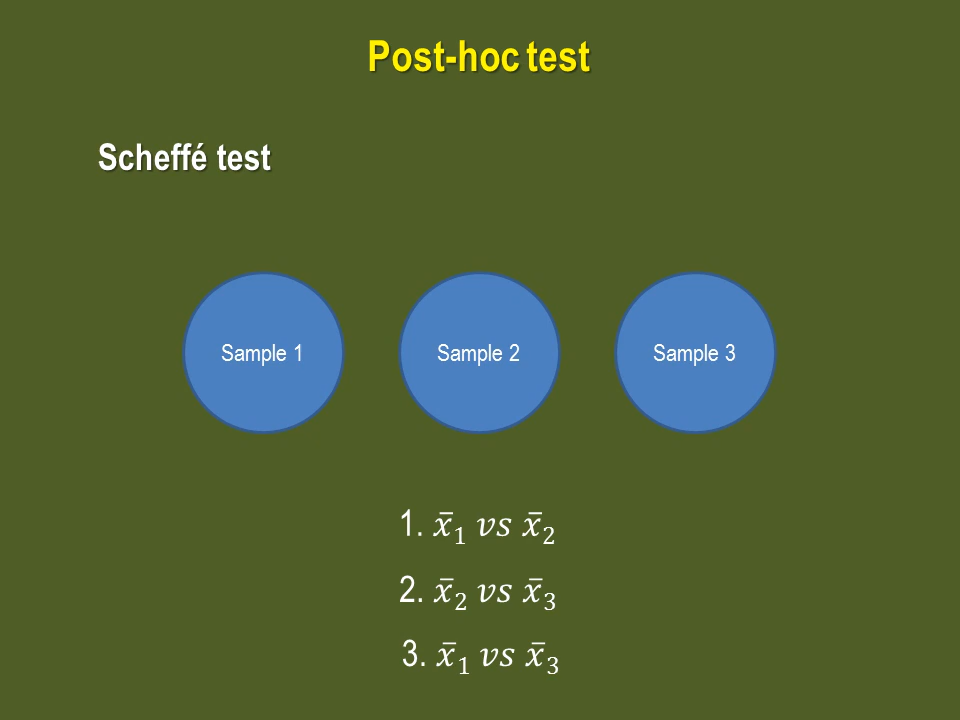 Post-hoc test
Scheffé test
Sample 1
Sample 2
Sample 3
1. x̄₁ vs x̄₂
2. x̄₂ vs x̄₃
3. x̄₁ vs x̄₃